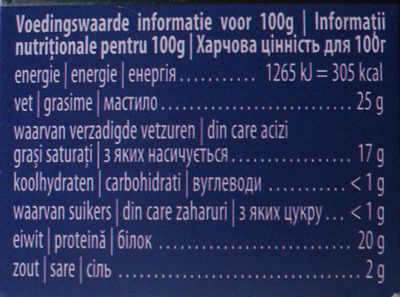 Voedingswaarde informatie voor 100g | Informații
nutriționale pentru 100g | Харчова цінність для 100г
energie | energie | енергія ........... 1265 kJ = 305 kcal
vet | grasime | мастило .......................... 25 g
waarvan verzadigde vetzuren | din care acizi
grași saturați | з яких насичується ................... 17 g
koolhydraten | carbohidrati | вуглеводи ..... < 1 g
waarvan suikers | din care zaharuri | з яких цукру ... < 1 g
eiwit | proteină | білок ............................ 20 g
zout | sare | сіль .................................... 2 g